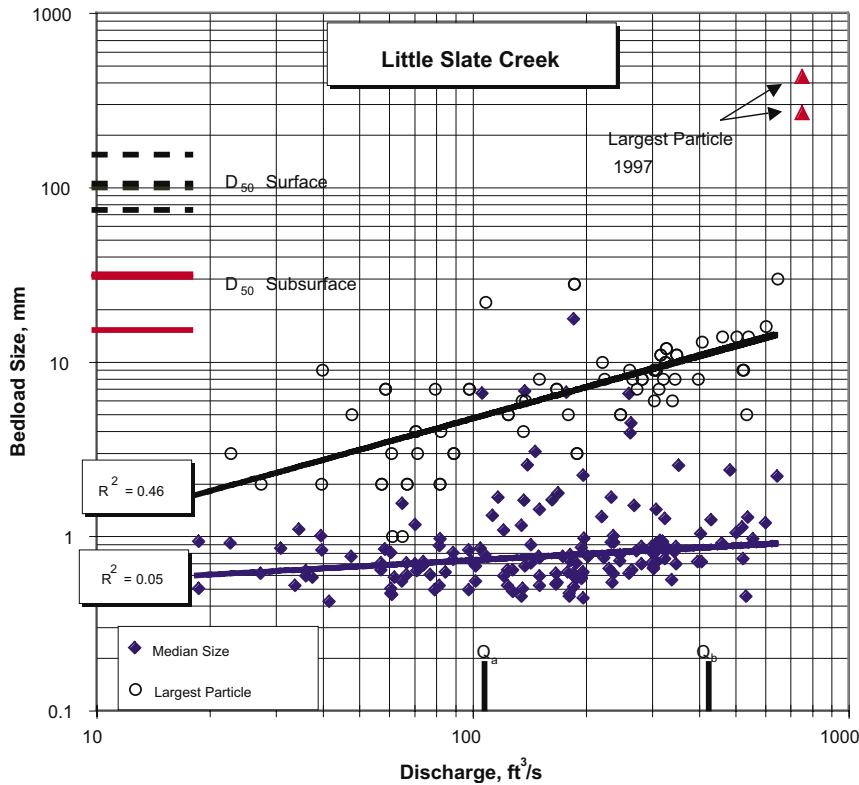 1000
Little Slate Creek
Largest Particle
1997
D50 Surface
100
D50 Subsurface
Bedload Size, mm
10
R2 = 0.46
1
R2 = 0.05
Median Size
Largest Particle
Qa
Qb
0.1
10
100
1000
Discharge, ft3/s